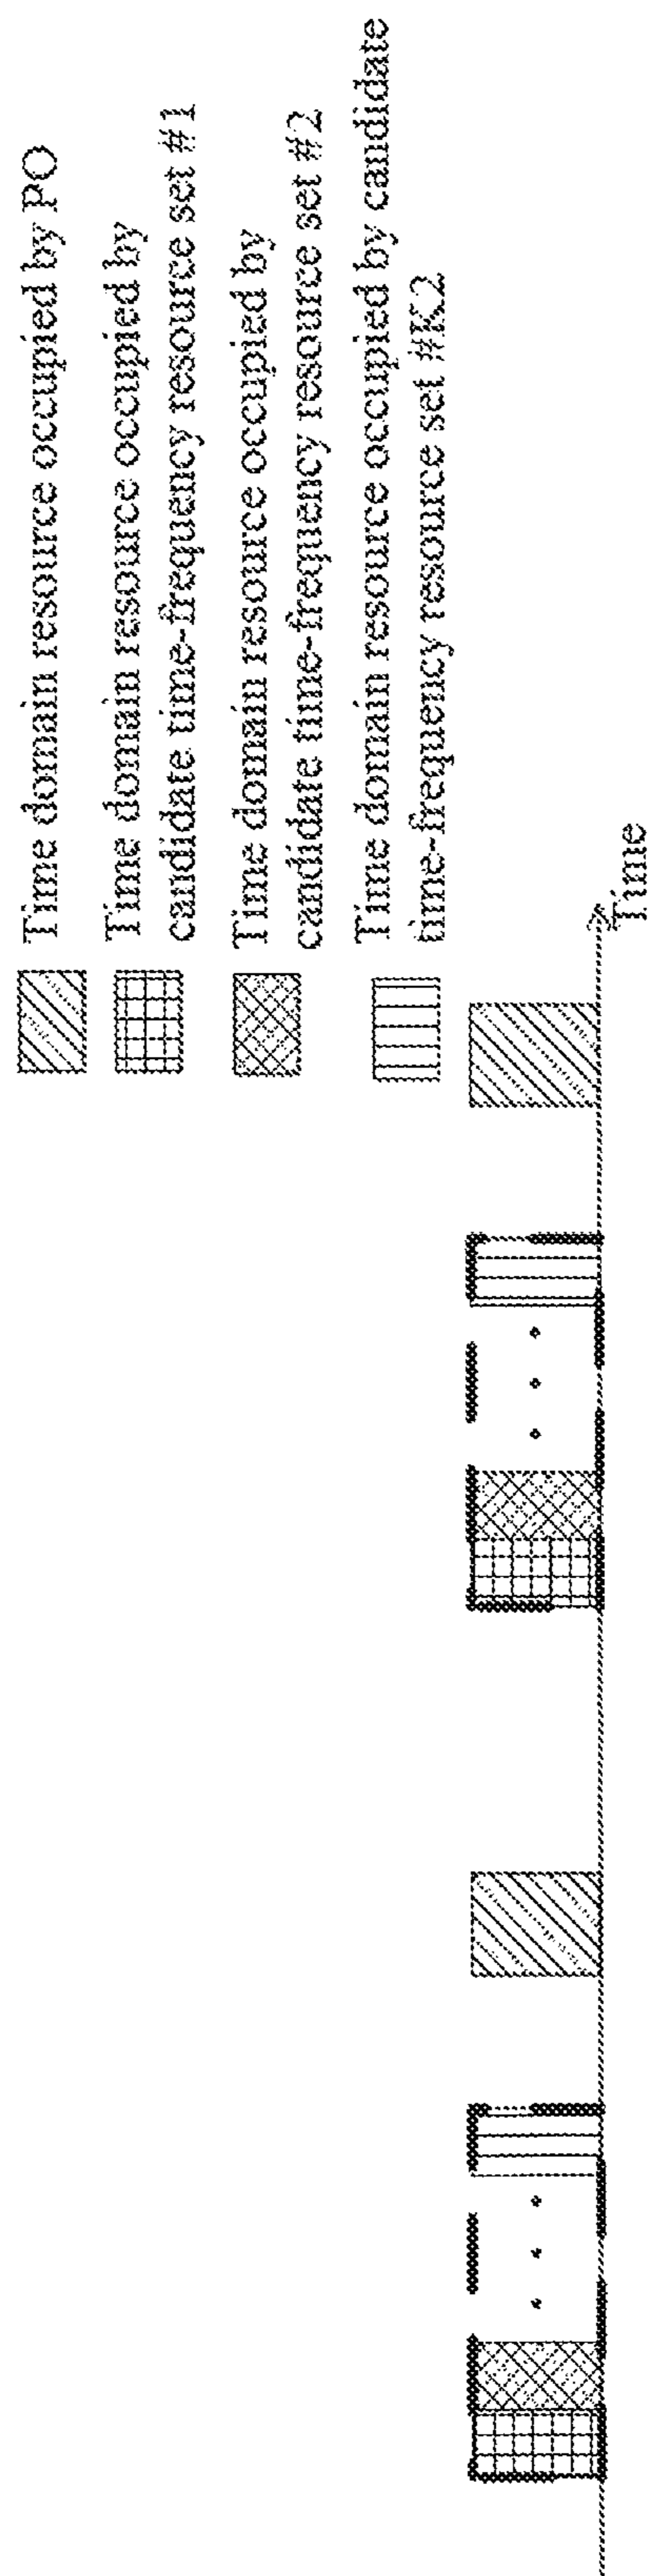 Time domain resource occupied by PO
Time domain resource occupied by
candidate time-frequency resource set #1
Time domain resource occupied by
candidate time-frequency resource set #2
Time domain resource occupied by candidate
time-frequency resource set #K2
Time